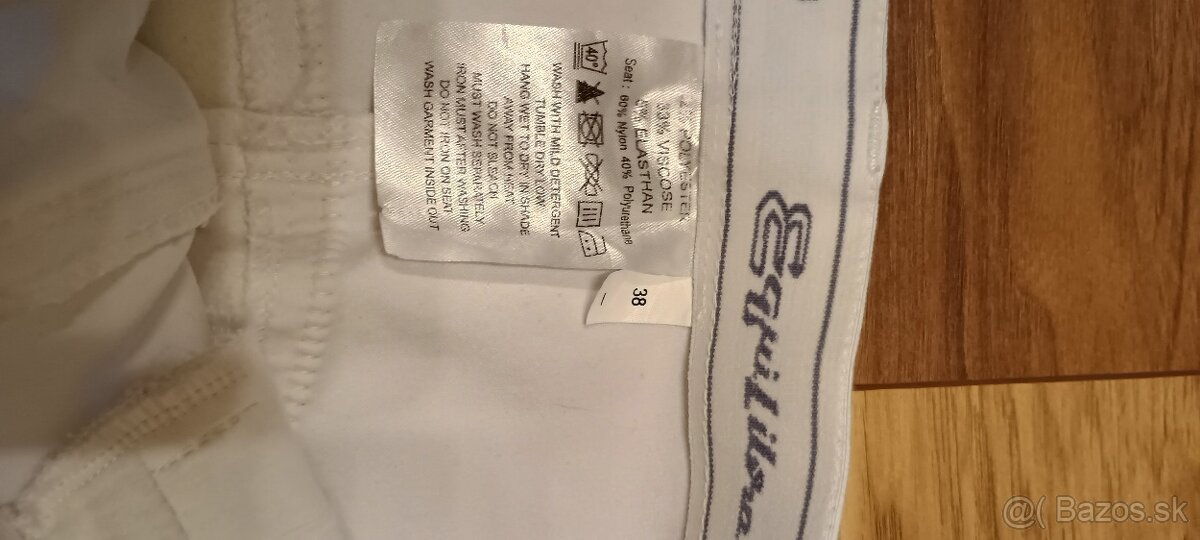 POLYESTER
33% VISCOSE
5% ELASTHAN
Seat: 60% Nylon 40% Polyurethane
40°
WASH WITH MILD DETERGENT
TUMBLE DRY LOW
HANG WET TO DRY IN SHADE
AWAY FROM HEAT
DO NOT BLEACH
MUST WASH SEPARATELY
IRON MUST AFTER WASHING
DO NOT IRON ON SEAT
WASH GARMENT INSIDE OUT
38
Equilibra
@( Bazos.sk